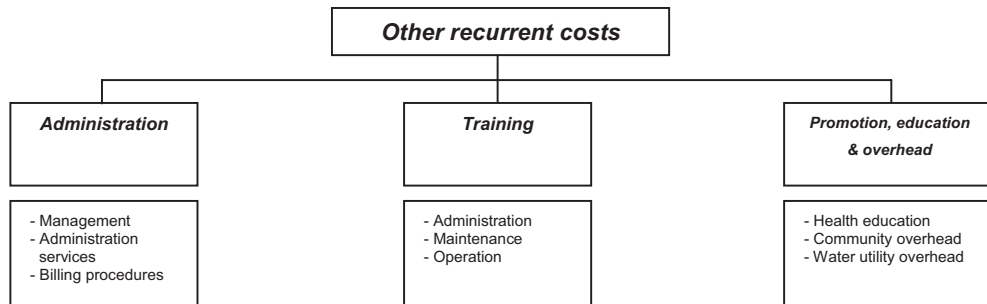 Other recurrent costs
Administration
Training
Promotion, education
& overhead
- Management
- Administration
services
- Billing procedures
- Administration
- Maintenance
- Operation
- Health education
- Community overhead
- Water utility overhead